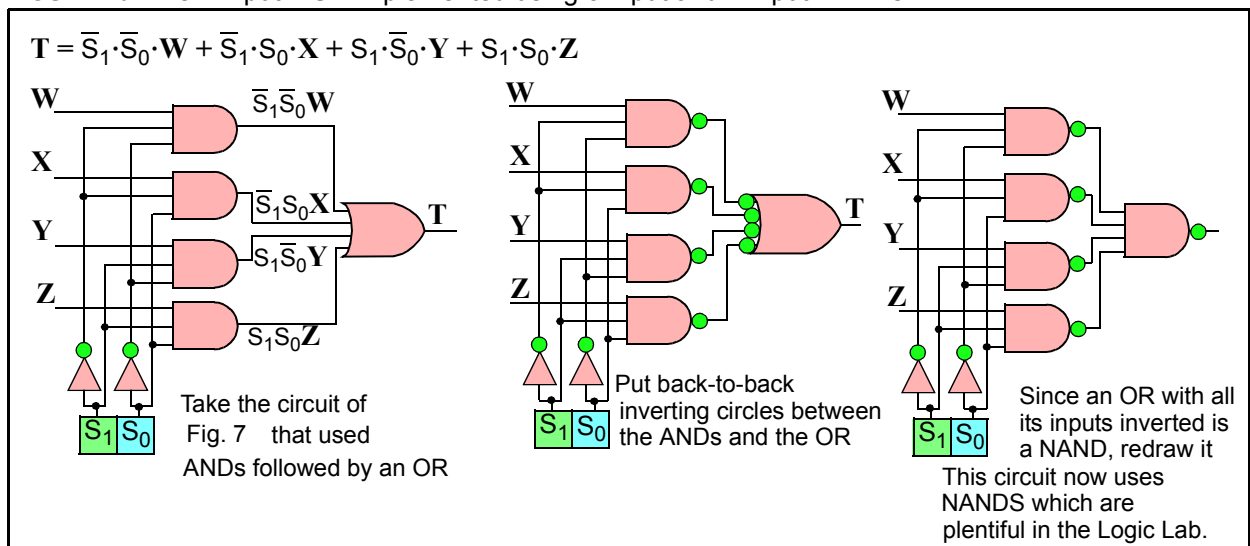 T = S̅₁·S̅₀·W + S̅₁·S₀·X + S₁·S̅₀·Y + S₁·S₀·Z
W
X
Y
Z
S̅₁S̅₀W
S̅₁S₀X
S₁S̅₀Y
S₁S₀Z
T
S₁ S₀
Take the circuit of
Fig. 7 that used
ANDs followed by an OR
W
X
Y
Z
T
S₁ S₀
Put back-to-back
inverting circles between
the ANDs and the OR
W
X
Y
Z
S₁ S₀
Since an OR with all
its inputs inverted is
a NAND, redraw it
This circuit now uses
NANDS which are
plentiful in the Logic Lab.